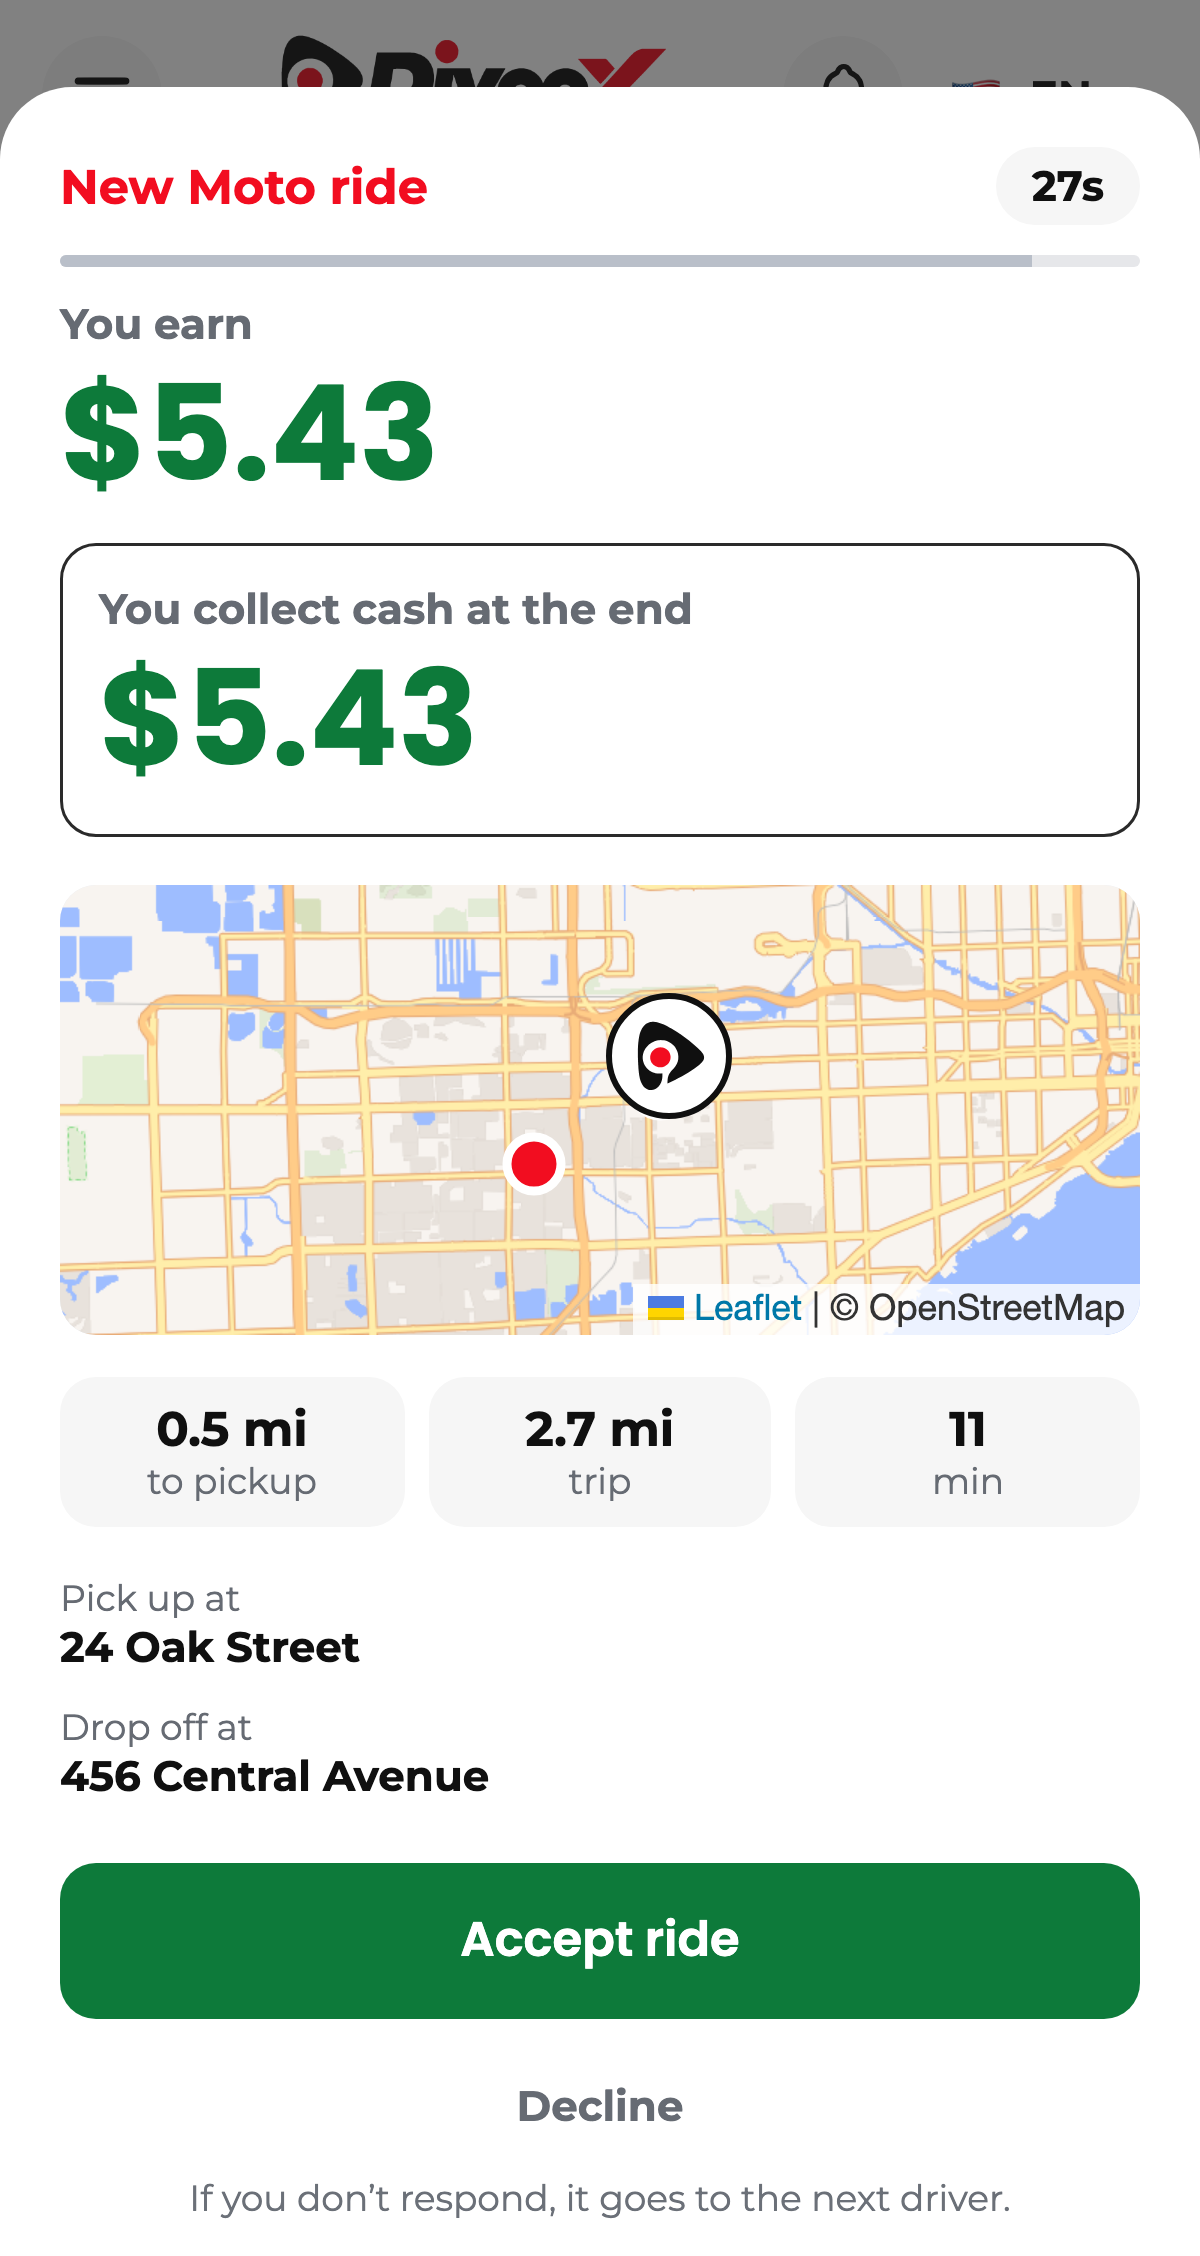 New Moto ride
27s
You earn
$5.43
You collect cash at the end
$5.43
Leaflet | © OpenStreetMap
0.5 mi
to pickup
2.7 mi
trip
11
min
Pick up at
24 Oak Street
Drop off at
456 Central Avenue
Accept ride
Decline
If you don’t respond, it goes to the next driver.